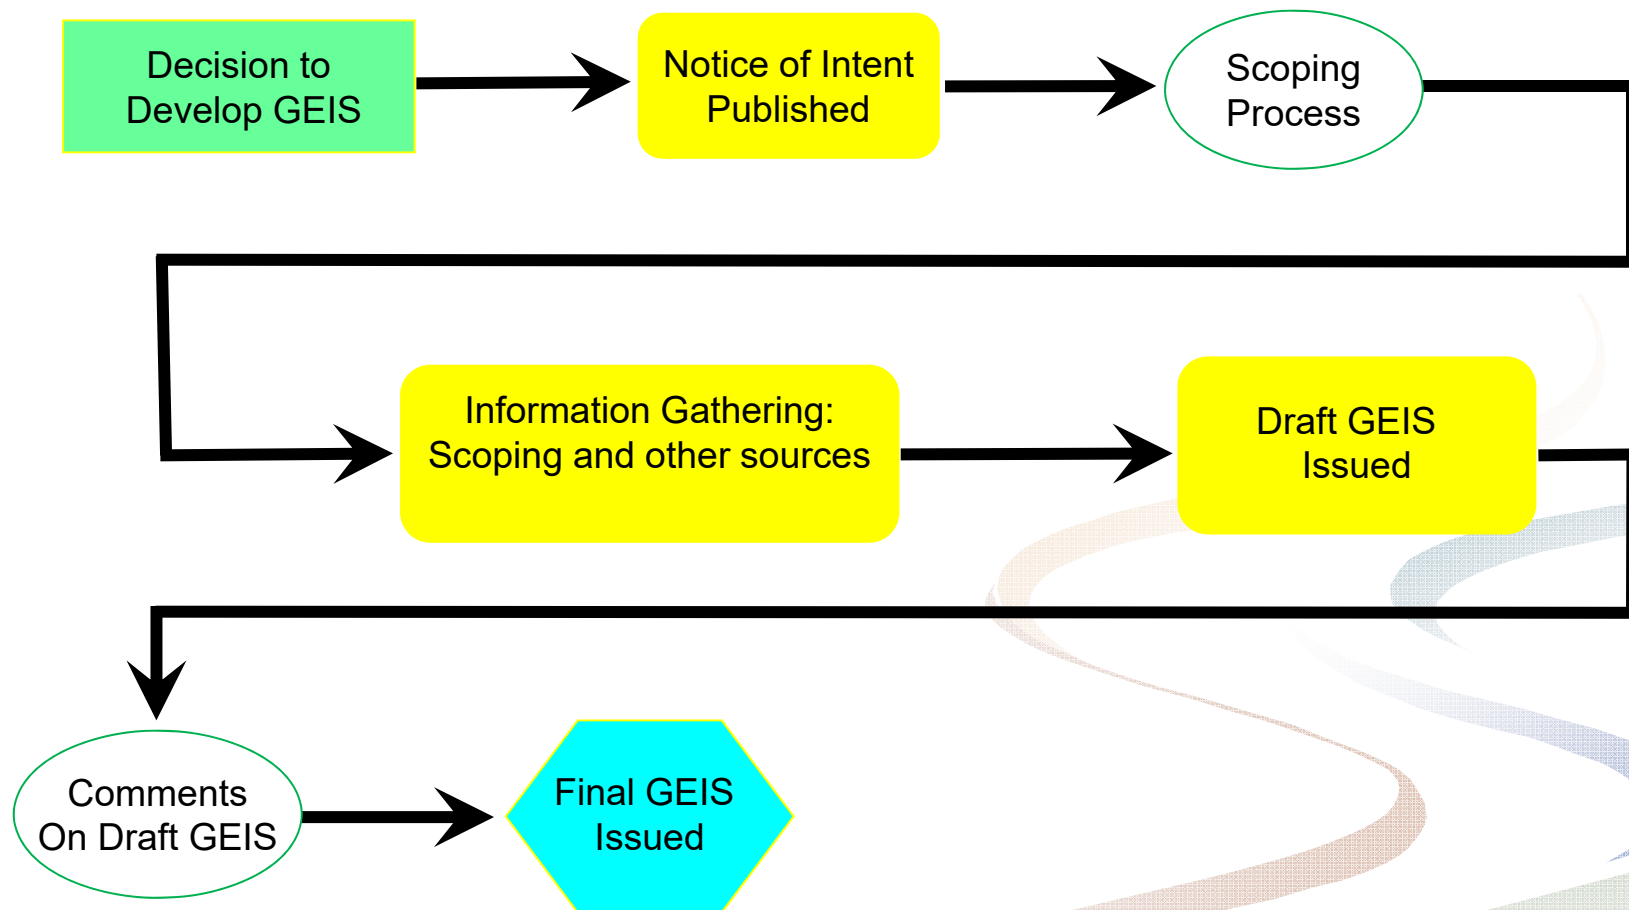 Decision to
Develop GEIS
Notice of Intent
Published
Scoping
Process
Information Gathering:
Scoping and other sources
Draft GEIS
Issued
Comments
On Draft GEIS
Final GEIS
Issued